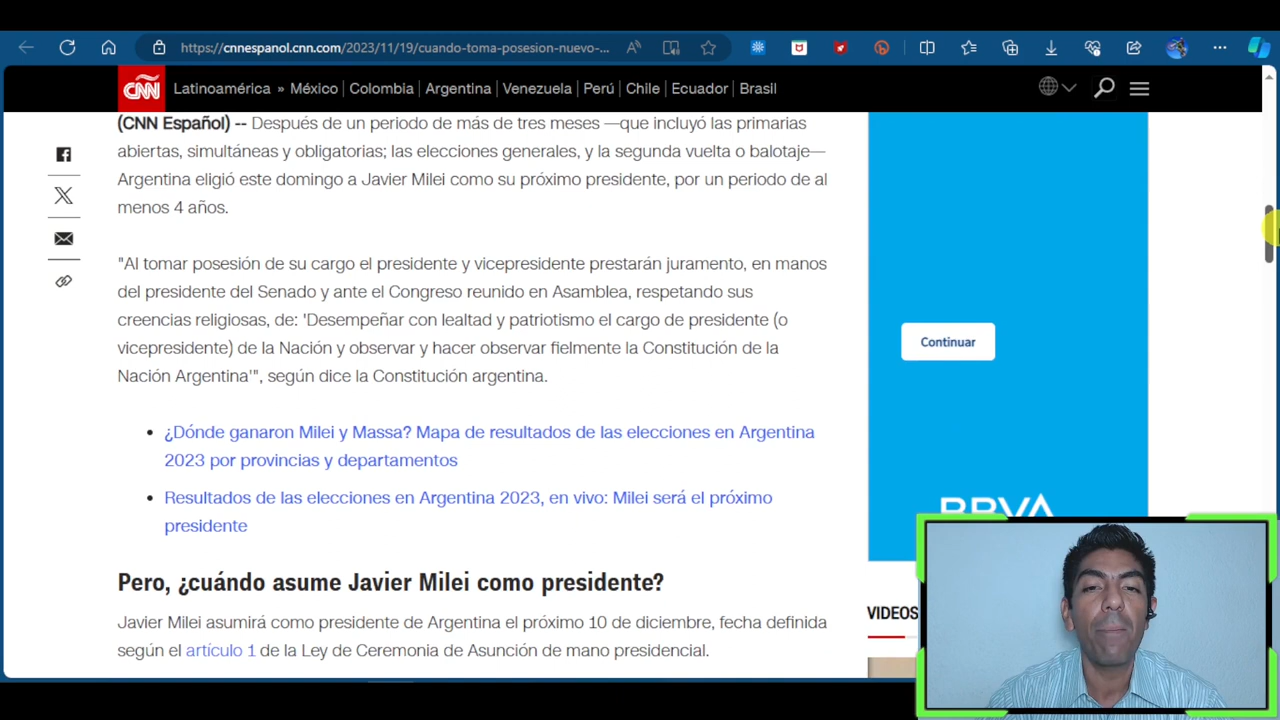 https://cnnespanol.cnn.com/2023/11/19/cuando-toma-posesion-nuevo-...
CNN Latinoamérica » México | Colombia | Argentina | Venezuela | Perú | Chile | Ecuador | Brasil
(CNN Español) -- Después de un periodo de más de tres meses —que incluyó las primarias
abiertas, simultáneas y obligatorias; las elecciones generales, y la segunda vuelta o balotaje—
Argentina eligió este domingo a Javier Milei como su próximo presidente, por un periodo de al
menos 4 años.
"Al tomar posesión de su cargo el presidente y vicepresidente prestarán juramento, en manos
del presidente del Senado y ante el Congreso reunido en Asamblea, respetando sus
creencias religiosas, de: 'Desempeñar con lealtad y patriotismo el cargo de presidente (o
vicepresidente) de la Nación y observar y hacer observar fielmente la Constitución de la
Nación Argentina'", según dice la Constitución argentina.
• ¿Dónde ganaron Milei y Massa? Mapa de resultados de las elecciones en Argentina
2023 por provincias y departamentos
• Resultados de las elecciones en Argentina 2023, en vivo: Milei será el próximo
presidente
Pero, ¿cuándo asume Javier Milei como presidente?
Javier Milei asumirá como presidente de Argentina el próximo 10 de diciembre, fecha definida
según el artículo 1 de la Ley de Ceremonia de Asunción de mano presidencial.
Continuar
BBVA
VIDEOS